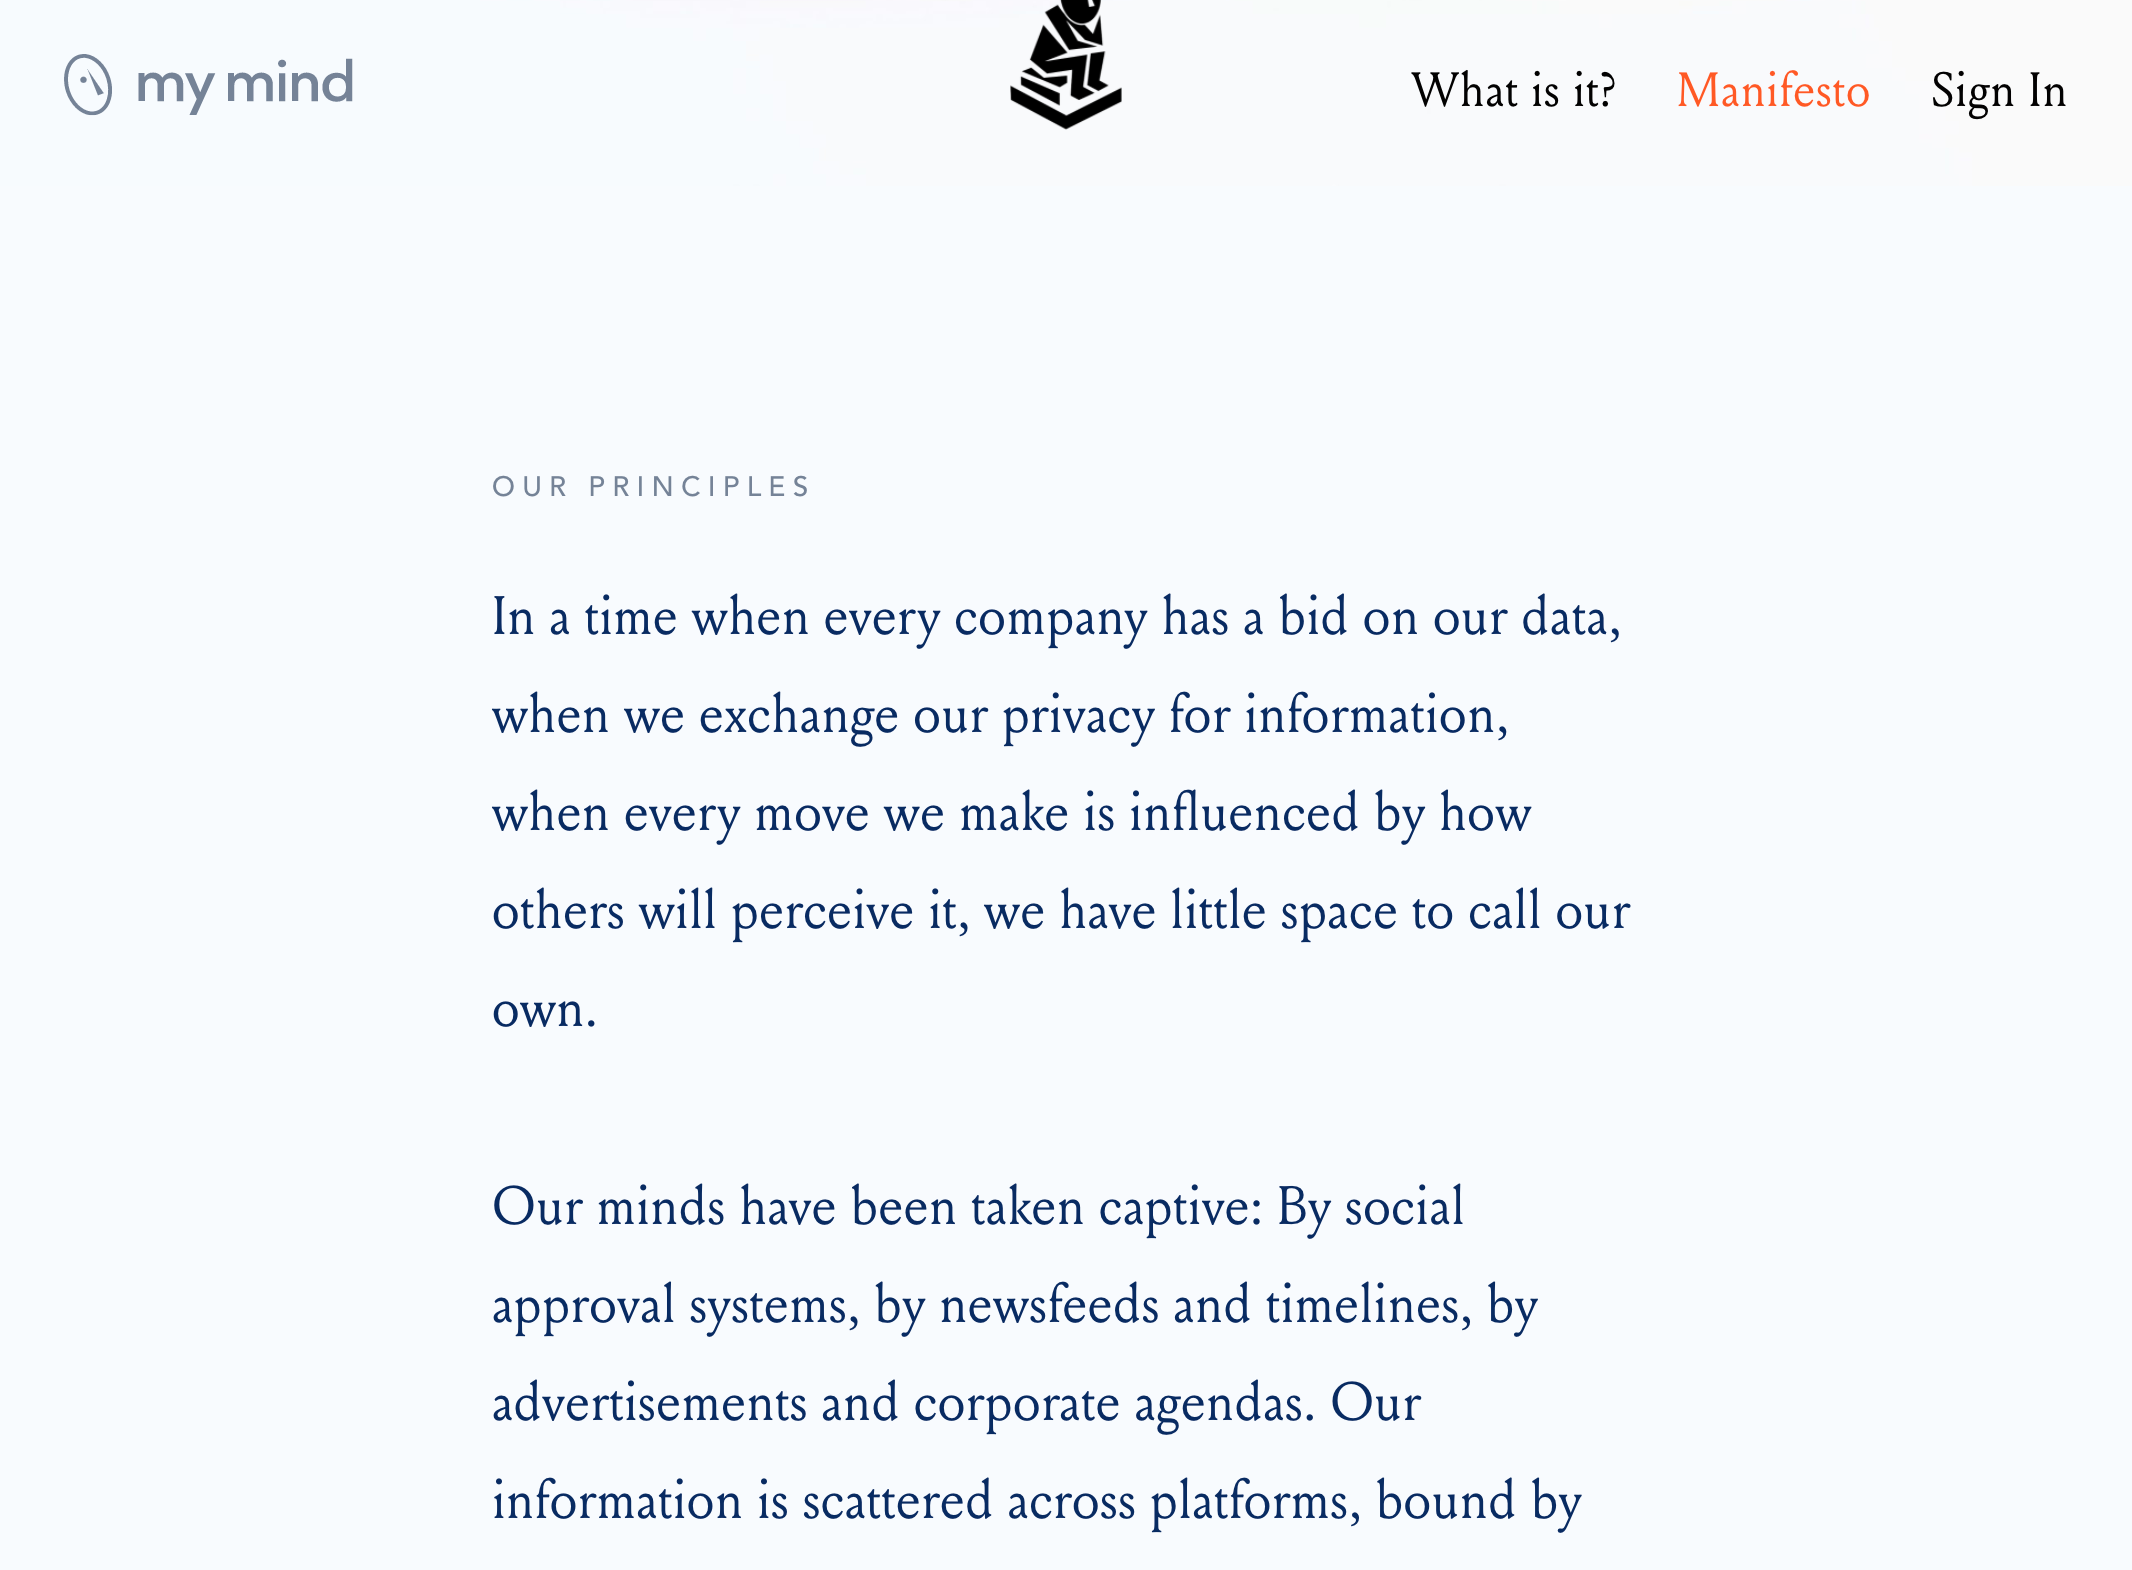 my mind
What is it? Manifesto Sign In
OUR PRINCIPLES
In a time when every company has a bid on our data,
when we exchange our privacy for information,
when every move we make is influenced by how
others will perceive it, we have little space to call our
own.
Our minds have been taken captive: By social
approval systems, by newsfeeds and timelines, by
advertisements and corporate agendas. Our
information is scattered across platforms, bound by